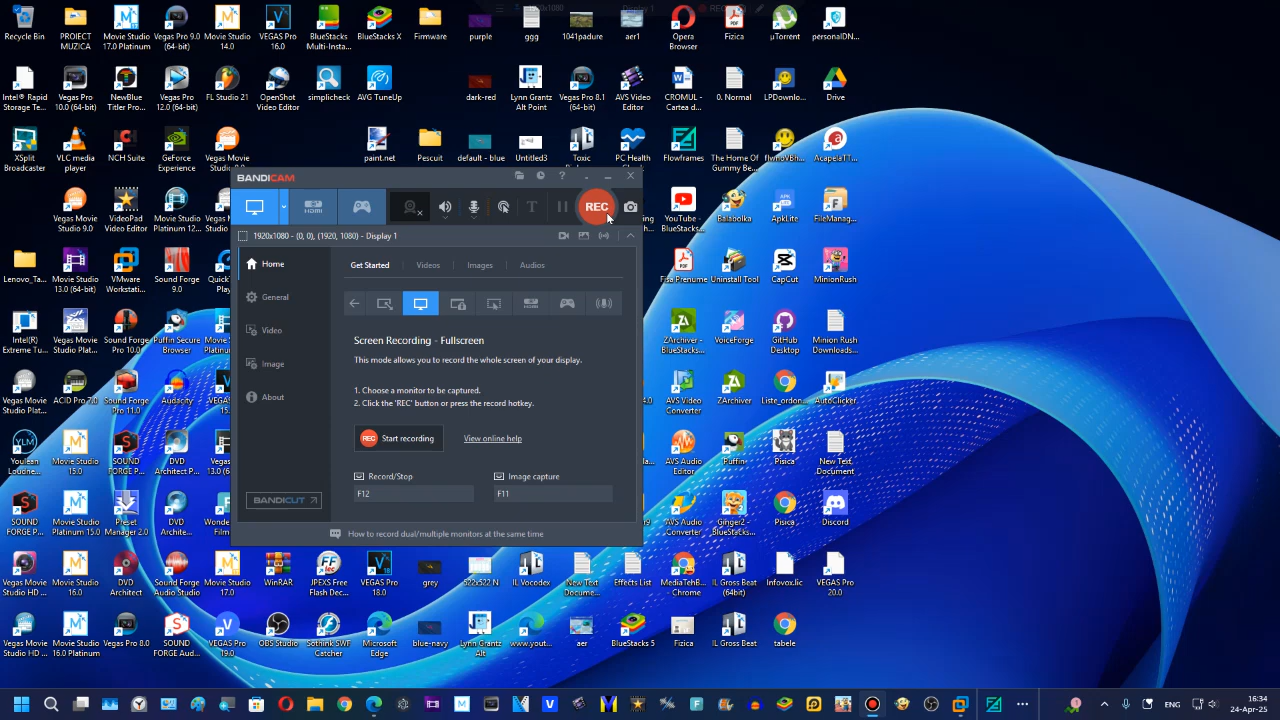 1920x1080
Display 1
REC
Recycle Bin
PROIECT MUZICA
Movie Studio 17.0 Platinum
Vegas Pro 9.0 (64-bit)
Movie Studio 14.0
VEGAS Pro 16.0
BlueStacks Multi-Insta...
BlueStacks X
Firmware
purple
ggg
1041padure
aer1
Opera Browser
Fizica
µTorrent
personalDN...
Intel® Rapid Storage Te...
Vegas Pro 10.0 (64-bit)
NewBlue Titler Pro...
Vegas Pro 12.0 (64-bit)
FL Studio 21
OpenShot Video Editor
simplicheck
AVG TuneUp
dark-red
Lynn Grantz Alt Point
Vegas Pro 8.1 (64-bit)
AVS Video Editor
CROMUL - Cartea d...
0. Normal
LPDownlo...
Drive
XSplit Broadcaster
VLC media player
NCH Suite
GeForce Experience
Vegas Movie Studio
paint.net
Pescuit
default - blue
Untitled3
Toxic
PC Health
Flowframes
The Home Of Gummy Be...
flwnoVBh...
AcapelaTT...
BANDICAM
REC
1920x1080 - (0, 0), (1920, 1080) - Display 1
Home
Get Started
Videos
Images
Audios
General
Video
Image
About
Screen Recording - Fullscreen
This mode allows you to record the whole screen of your display.
1. Choose a monitor to be captured.
2. Click the 'REC' button or press the record hotkey.
REC Start recording
View online help
Record/Stop
Image capture
F12
F11
BANDICUT
How to record dual/multiple monitors at the same time
Vegas Movie Studio 9.0
VideoPad Editor
Vegas Movie Studio Platinum 12...
YouTube - BlueStac...
Balabolka
ApkLite
FileManag...
Lenovo_Ta...
Movie Studio 13.0 (64-bit)
VMware Workstati...
Sound Forge 9.0
Fisa Prenume
Uninstall Tool
CapCut
MinionRush
Intel(R) Extreme Tu...
Vegas Movie Studio Plat...
Sound Forge Pro 10.0
Puffin Secure Browser
ZArchiver - BlueStacks
VoiceForge
GitHub Desktop
Minion Rush Downloads...
Vegas Movie Studio Plat...
ACID Pro 7.0
Sound Forge Pro 11.0
Audacity
AVS Video Converter
ZArchiver
Liste_ordon...
AutoClicker...
Youlean Loudne...
Movie Studio 15.0
SOUND FORGE P...
DVD Architect P...
AVS Audio Editor
Puffin
Pisica
New Text Document
SOUND FORGE P...
Movie Studio Platinum 15.0
Preset Manager 2.0
DVD Archite...
AVS Audio Converter
Ginger2 - BlueStacks
Pisica
Discord
Vegas Movie Studio HD ...
Movie Studio 16.0
DVD Architect
Sound Forge Audio Studio
Movie Studio 17.0
WinRAR
JPEXS Free Flash Dec...
VEGAS Pro 18.0
grey
522x522 N
IL Vocodex
New Text Docume...
Effects List
MediaTehB... Chrome
IL Gross Beat (64bit)
Infovox.lic
VEGAS Pro 20.0
Vegas Movie Studio HD ...
Movie Studio 16.0 Platinum
Vegas Pro 8.0
SOUND FORGE Aud...
VEGAS Pro 19.0
OBS Studio
Sothink SWF Catcher
Microsoft Edge
blue-navy
Lynn Grantz Alt
www.yout...
aer
BlueStacks 5
Fizica
IL Gross Beat
tabele
ENG
16:34
24-Apr-25